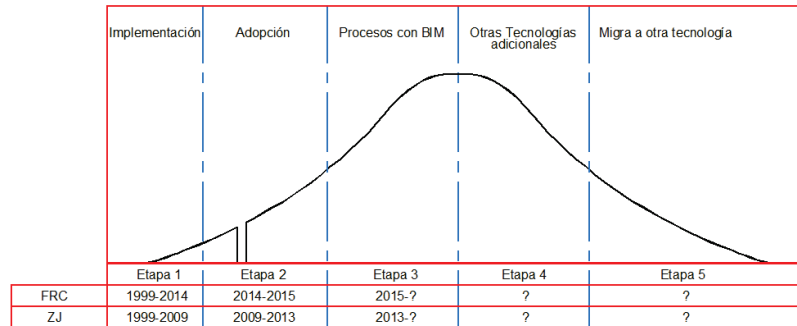 Implementación Adopción Procesos con BIM Otras Tecnologías Migra a otra tecnología
adicionales
Etapa 1 Etapa 2 Etapa 3 Etapa 4 Etapa 5
FRC 1999-2014 2014-2015 2015-? ? ?
ZJ 1999-2009 2009-2013 2013-? ? ?